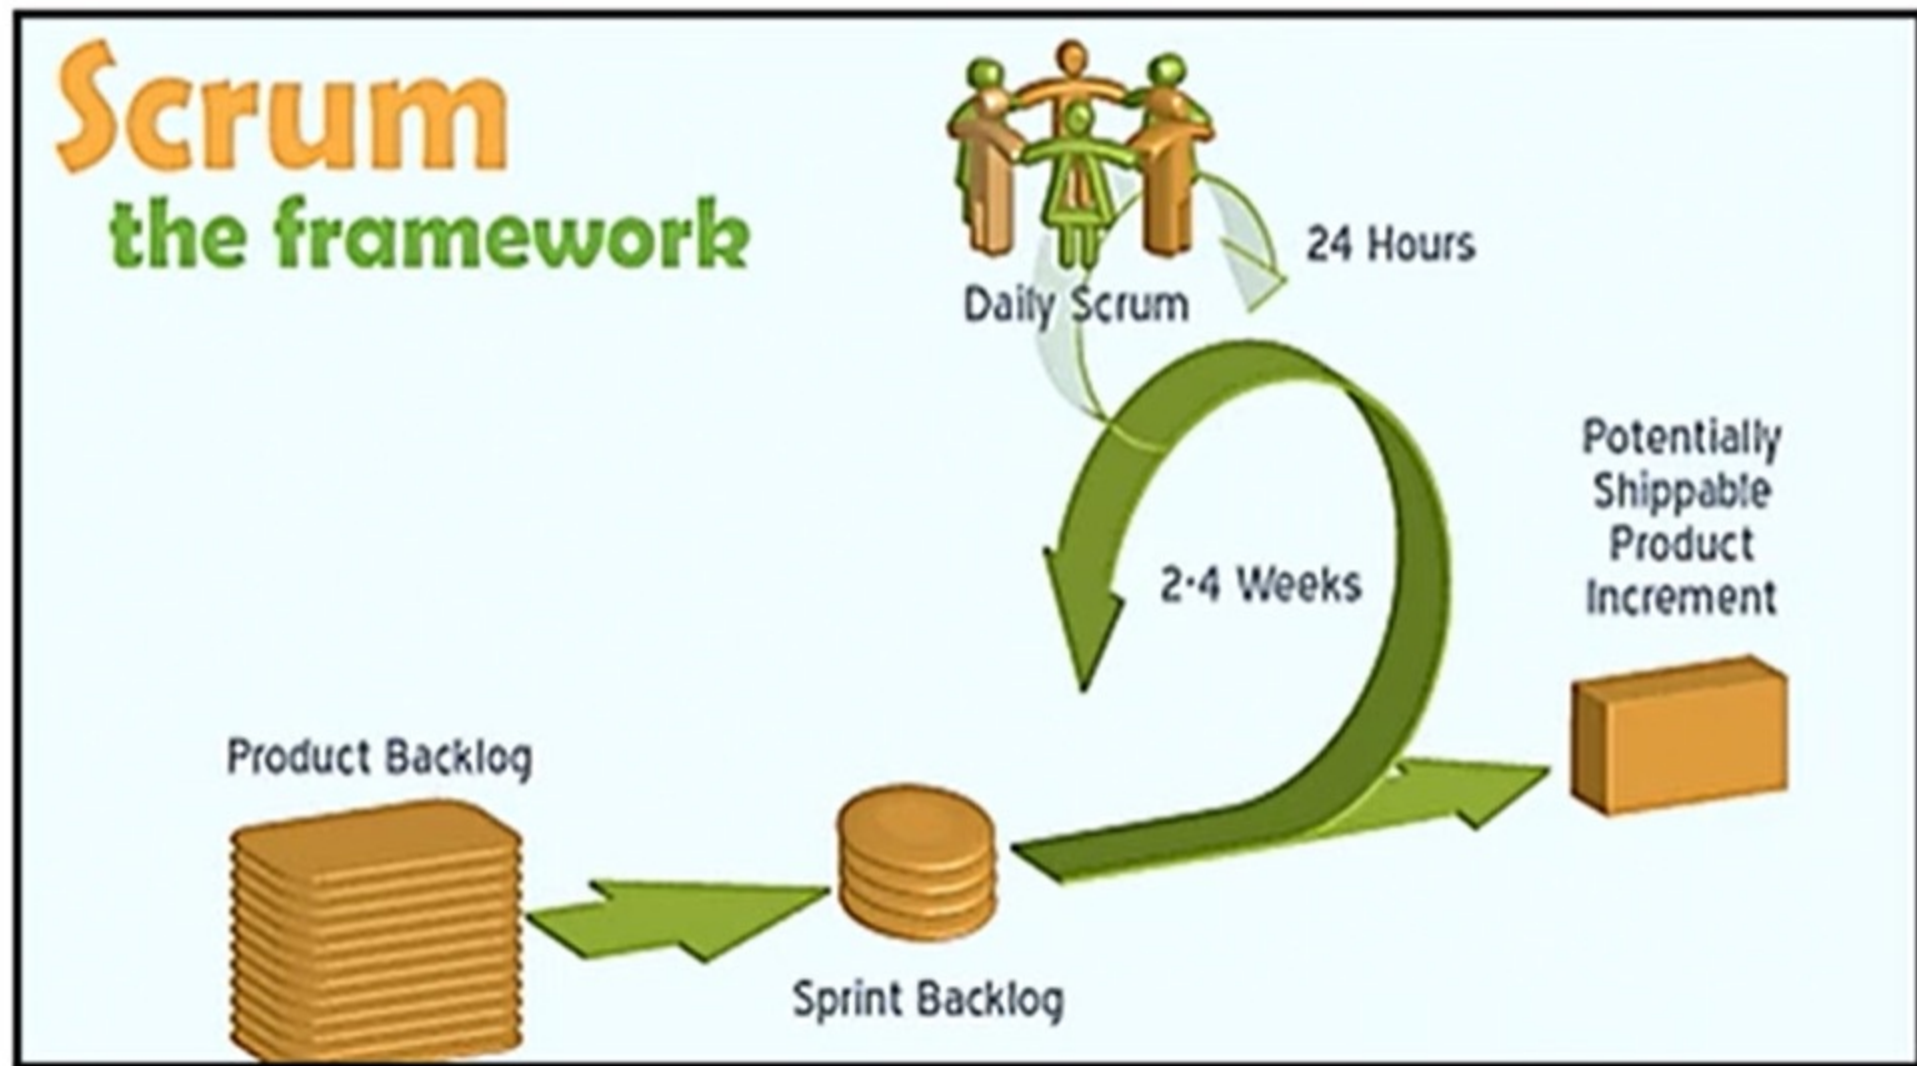 Scrum
the framework
24 Hours
Daily Scrum
Potentially
Shippable
Product
Increment
2-4 Weeks
Product Backlog
Sprint Backlog